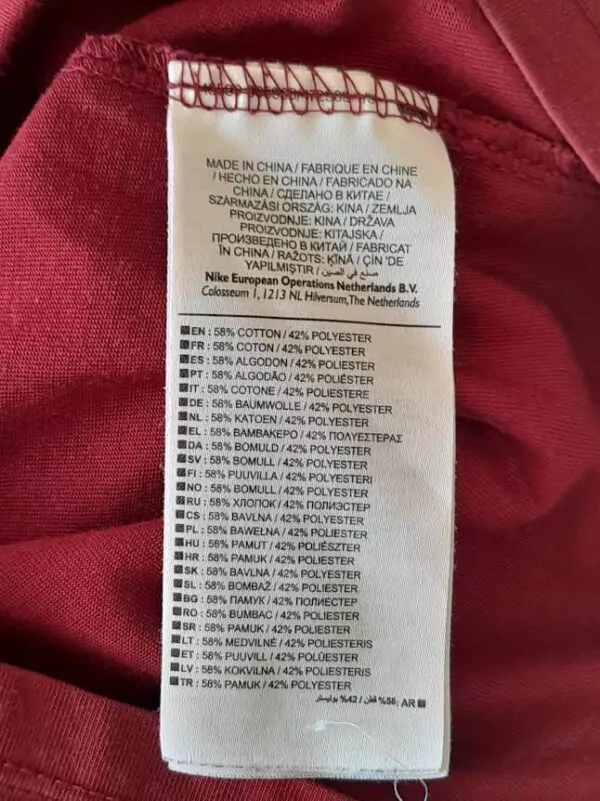 MADE IN CHINA / FABRIQUE EN CHINE
/ HECHO EN CHINA / FABRICADO NA
CHINA / СДЕЛАНО В КИТАЕ /
SZÁRMAZÁSI ORSZÁG: KINA / ZEMLJA
PROIZVODNJE: KINA / DRŽAVA
PROIZVODNJE: KITAJSKA /
ПРОИЗВЕДЕНО В КИТАЙ / FABRICAT
ÎN CHINA / RAŽOTS: ĶĪNĀ / ÇİN 'DE
YAPILMIŞTIR / صنع في الصين
Nike European Operations Netherlands B.V.
Colosseum 1, 1213 NL Hilversum, The Netherlands
EN : 58% COTTON / 42% POLYESTER
FR : 58% COTON / 42% POLYESTER
ES : 58% ALGODON / 42% POLIESTER
PT : 58% ALGODÃO / 42% POLIÉSTER
IT : 58% COTONE / 42% POLIESTERE
DE : 58% BAUMWOLLE / 42% POLYESTER
NL : 58% KATOEN / 42% POLYESTER
EL : 58% ΒΑΜΒΑΚΕΡΟ / 42% ΠΟΛΥΕΣΤΕΡΑΣ
DA : 58% BOMULD / 42% POLYESTER
SV : 58% BOMULL / 42% POLYESTER
FI : 58% PUUVILLA / 42% POLYESTERI
NO : 58% BOMULL / 42% POLYESTER
RU : 58% ХЛОПОК / 42% ПОЛИЭСТЕР
CS : 58% BAVLNA / 42% POLYESTER
PL : 58% BAWEŁNA / 42% POLIESTER
HU : 58% PAMUT / 42% POLIÉSZTER
HR : 58% PAMUK / 42% POLIESTER
SK : 58% BAVLNA / 42% POLYESTER
SL : 58% BOMBAŽ / 42% POLIESTER
BG : 58% ПАМУК / 42% ПОЛИЕСТЕР
RO : 58% BUMBAC / 42% POLIESTER
SR : 58% PAMUK / 42% POLIESTER
LT : 58% MEDVILNĖ / 42% POLIESTERIS
ET : 58% PUUVILL / 42% POLÜESTER
LV : 58% KOKVILNA / 42% POLIESTERIS
TR : 58% PAMUK / 42% POLYESTER
AR :58% قطن / 42% بوليستر